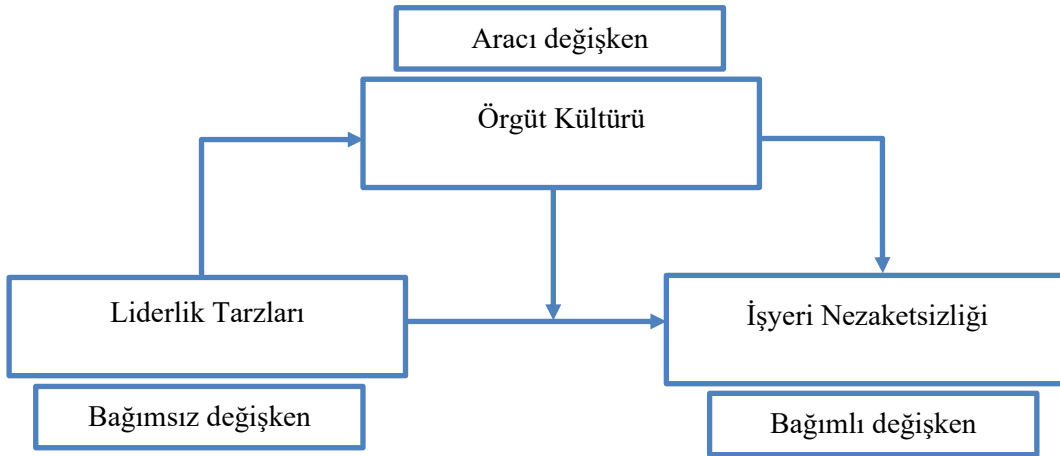 Aracı değişken
Örgüt Kültürü
Liderlik Tarzları
İşyeri Nezaketsizliği
Bağımsız değişken
Bağımlı değişken